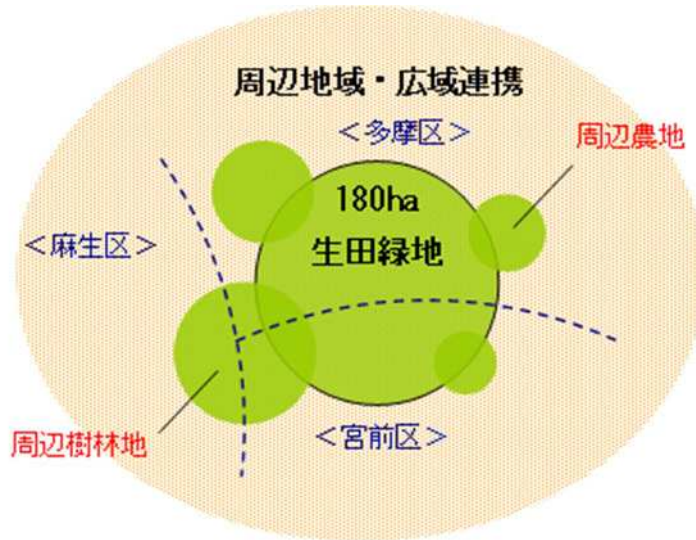 周辺地域・広域連携
＜多摩区＞
周辺農地
180ha
生田緑地
＜麻生区＞
周辺樹林地
＜宮前区＞